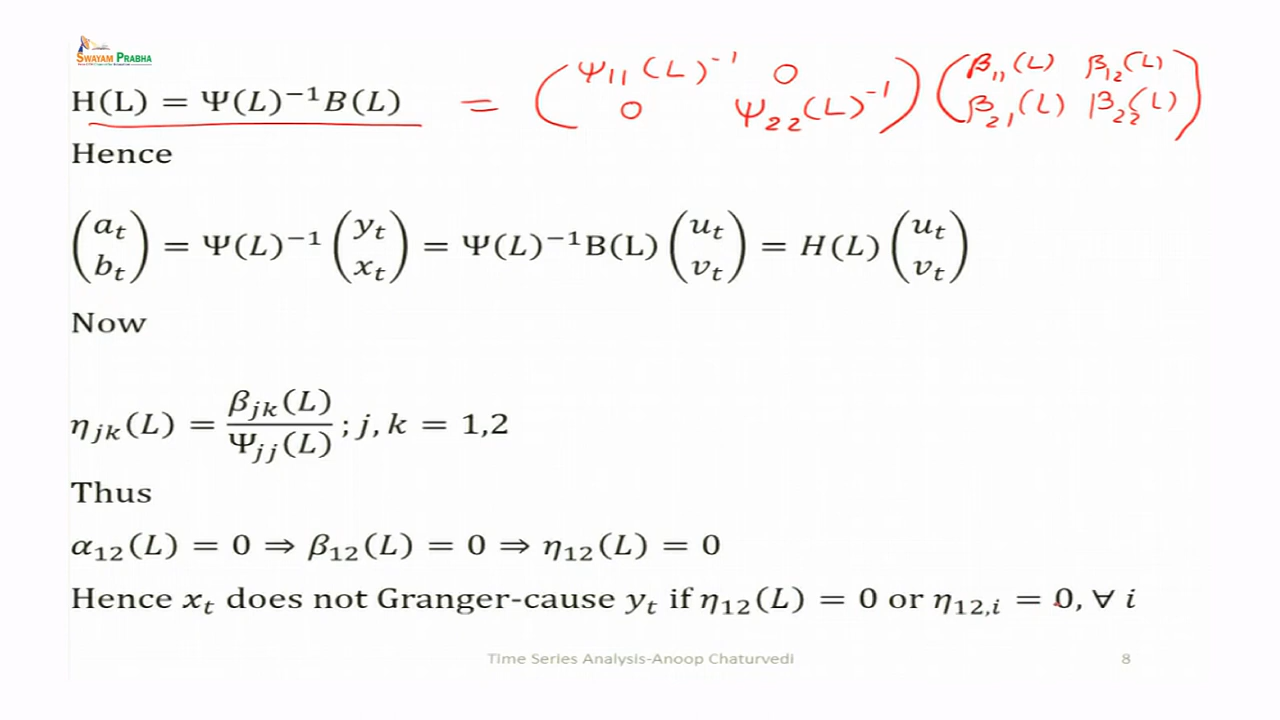 SWAYAM PRABHA
H(L) = Ψ(L)⁻¹B(L) = (Ψ₁₁(L)⁻¹ 0
0 Ψ₂₂(L)⁻¹) (β₁₁(L) β₁₂(L)
β₂₁(L) β₂₂(L))
Hence
(aₜ
bₜ) = Ψ(L)⁻¹ (yₜ
xₜ) = Ψ(L)⁻¹B(L) (uₜ
vₜ) = H(L) (uₜ
vₜ)
Now
ηⱼₖ(L) = βⱼₖ(L) / Ψⱼⱼ(L) ; j, k = 1,2
Thus
α₁₂(L) = 0 ⇒ β₁₂(L) = 0 ⇒ η₁₂(L) = 0
Hence xₜ does not Granger-cause yₜ if η₁₂(L) = 0 or η₁₂,ᵢ = 0, ∀ i
Time Series Analysis-Anoop Chaturvedi
8